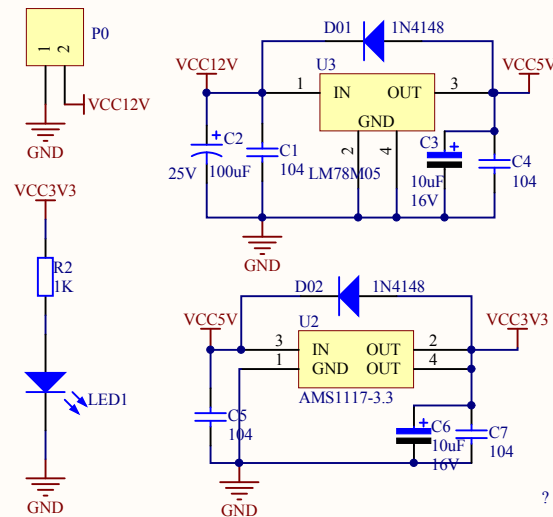 P0
1
2
VCC12V
GND
VCC3V3
R2
1K
LED1
GND
D01
1N4148
VCC12V
U3
VCC5V
1
IN
OUT
3
GND
2
4
LM78M05
C2
100uF
25V
C1
104
C3
10uF
16V
C4
104
GND
D02
1N4148
VCC5V
U2
VCC3V3
3
IN
OUT
2
1
GND
OUT
4
AMS1117-3.3
C5
104
C6
10uF
16V
C7
104
GND
?